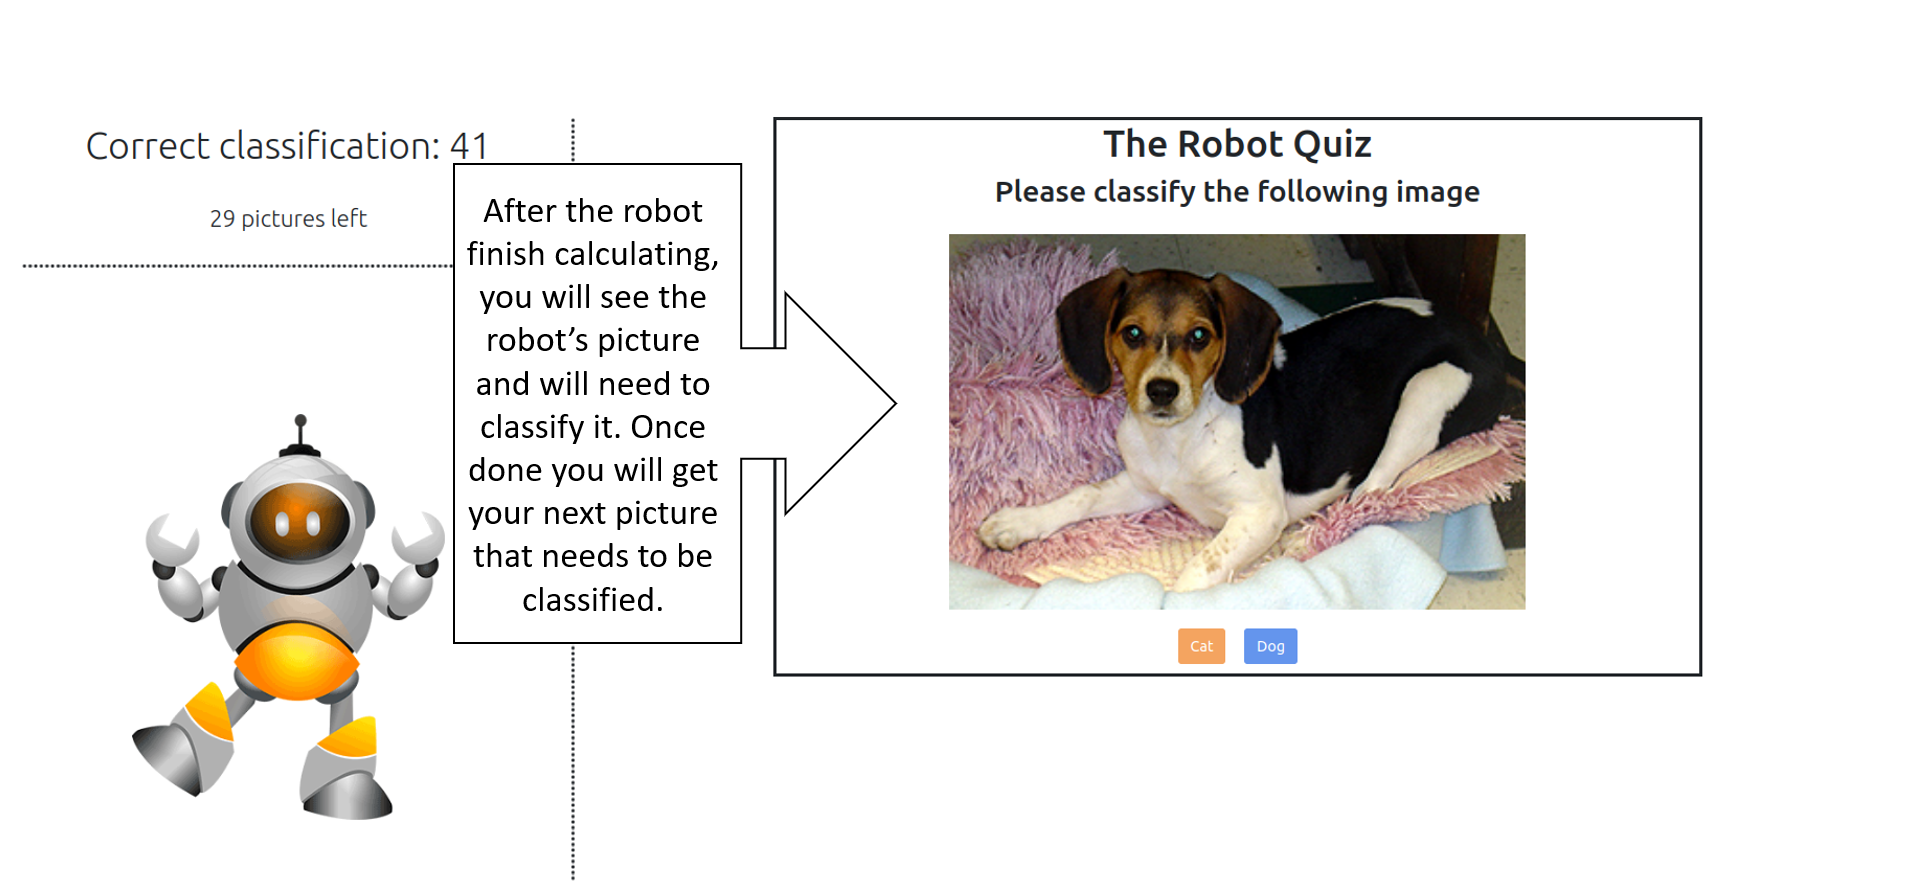 Correct classification: 41
29 pictures left
After the robot
finish calculating,
you will see the
robot’s picture
and will need to
classify it. Once
done you will get
your next picture
that needs to be
classified.
The Robot Quiz
Please classify the following image
Cat Dog